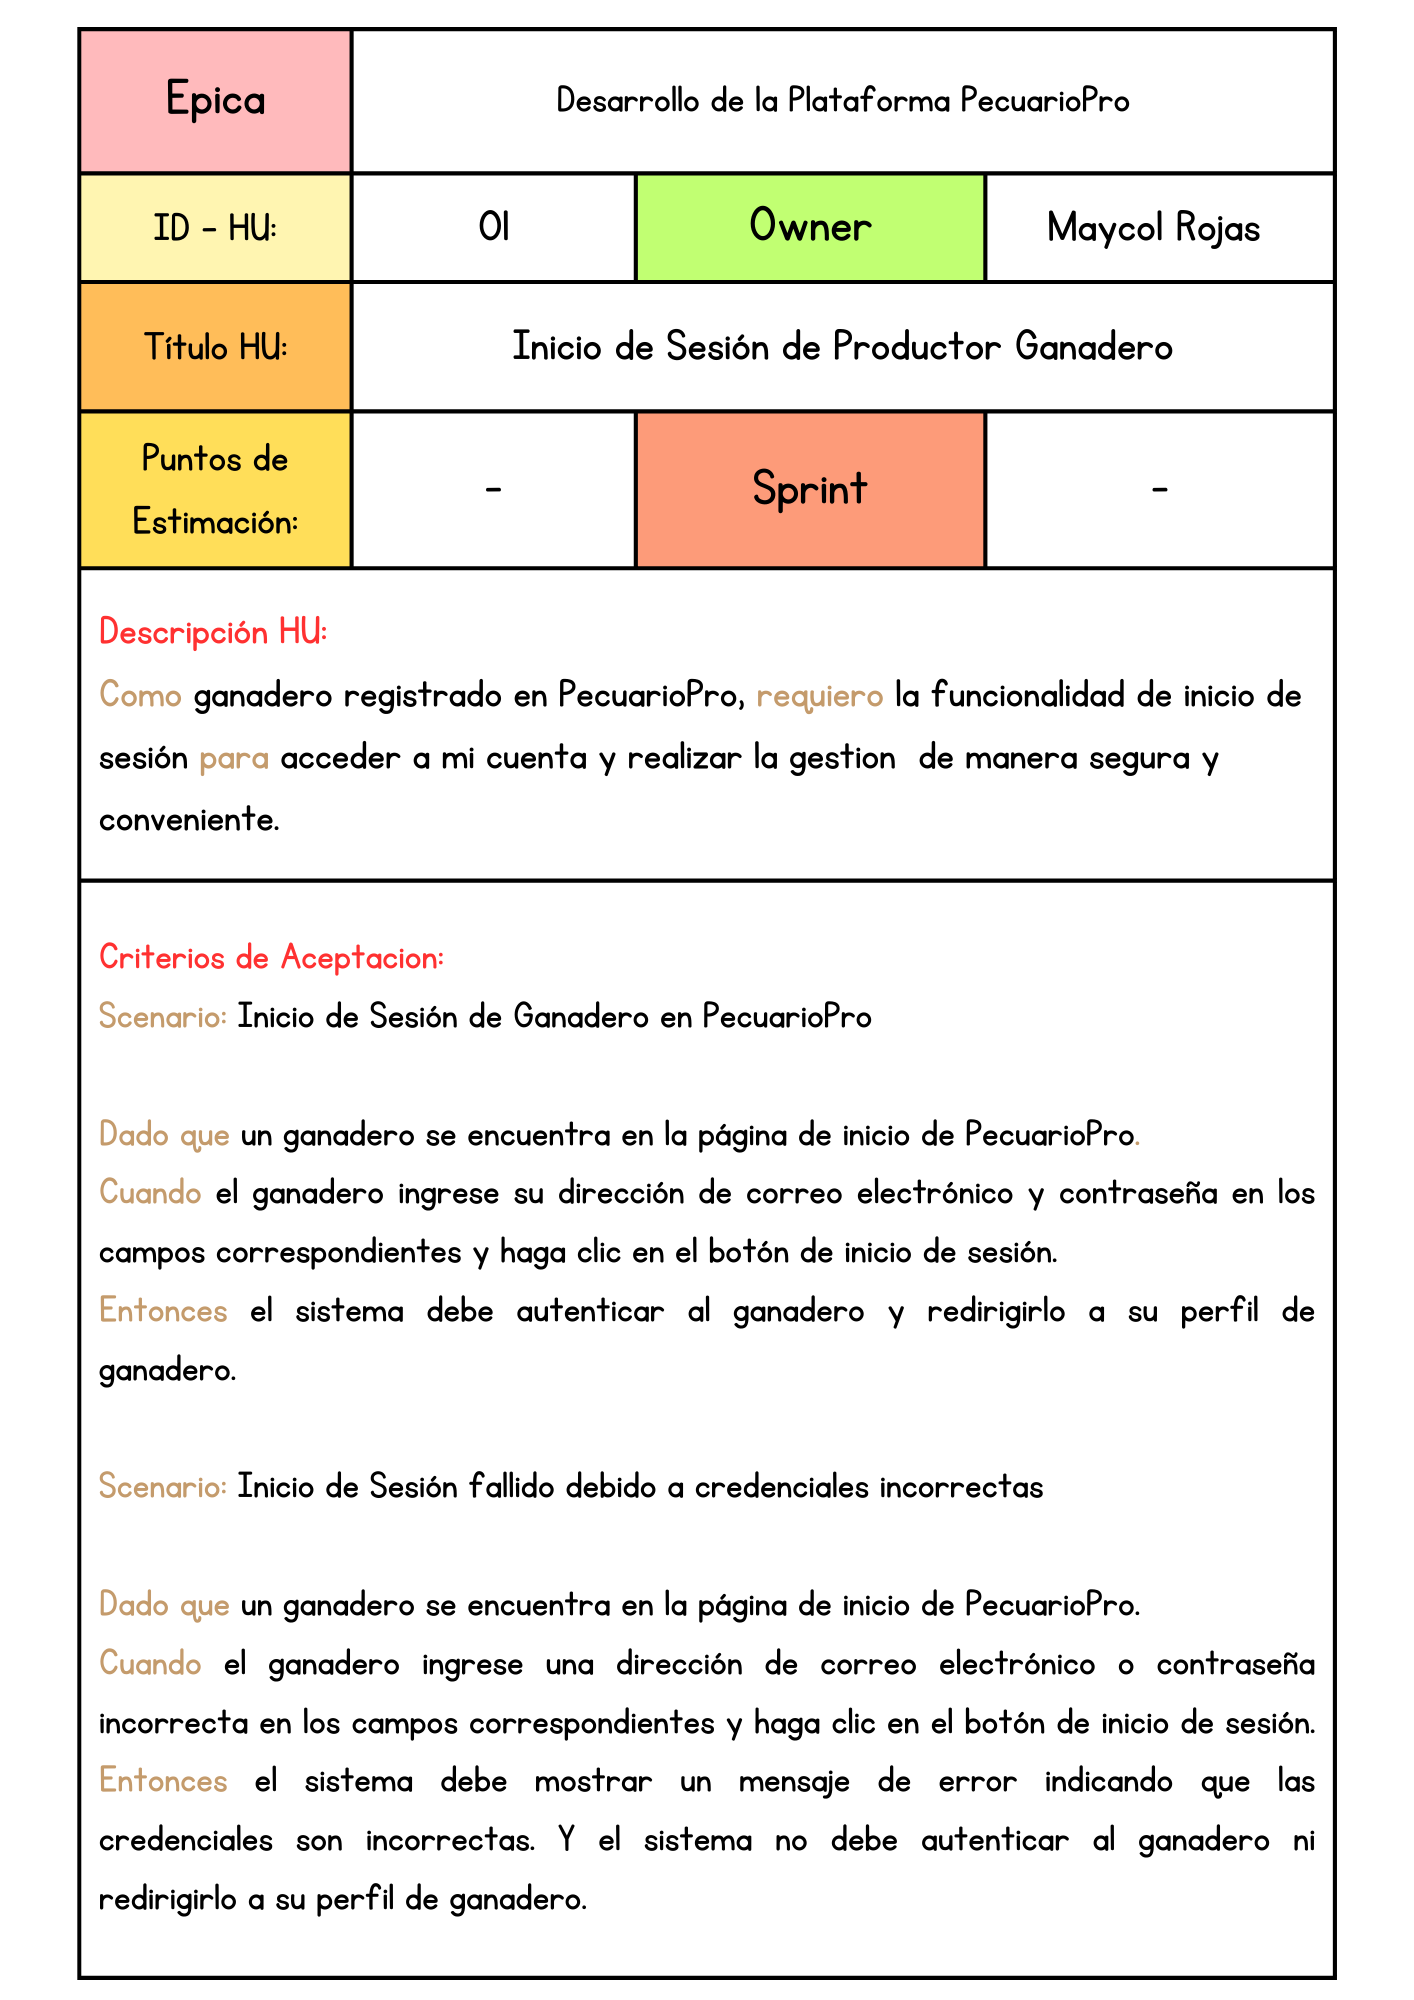 Epica
Desarrollo de la Plataforma PecuarioPro
ID - HU:
01
Owner
Maycol Rojas
Título HU:
Inicio de Sesión de Productor Ganadero
Puntos de
Estimación:
-
Sprint
-
Descripción HU:
Como ganadero registrado en PecuarioPro, requiero la funcionalidad de inicio de
sesión para acceder a mi cuenta y realizar la gestion  de manera segura y
conveniente.
Criterios de Aceptacion:
Scenario: Inicio de Sesión de Ganadero en PecuarioPro
Dado que un ganadero se encuentra en la página de inicio de PecuarioPro.
Cuando el ganadero ingrese su dirección de correo electrónico y contraseña en los
campos correspondientes y haga clic en el botón de inicio de sesión.
Entonces el sistema debe autenticar al ganadero y redirigirlo a su perfil de
ganadero.
Scenario: Inicio de Sesión fallido debido a credenciales incorrectas
Dado que un ganadero se encuentra en la página de inicio de PecuarioPro.
Cuando el ganadero ingrese una dirección de correo electrónico o contraseña
incorrecta en los campos correspondientes y haga clic en el botón de inicio de sesión.
Entonces el sistema debe mostrar un mensaje de error indicando que las
credenciales son incorrectas. Y el sistema no debe autenticar al ganadero ni
redirigirlo a su perfil de ganadero.